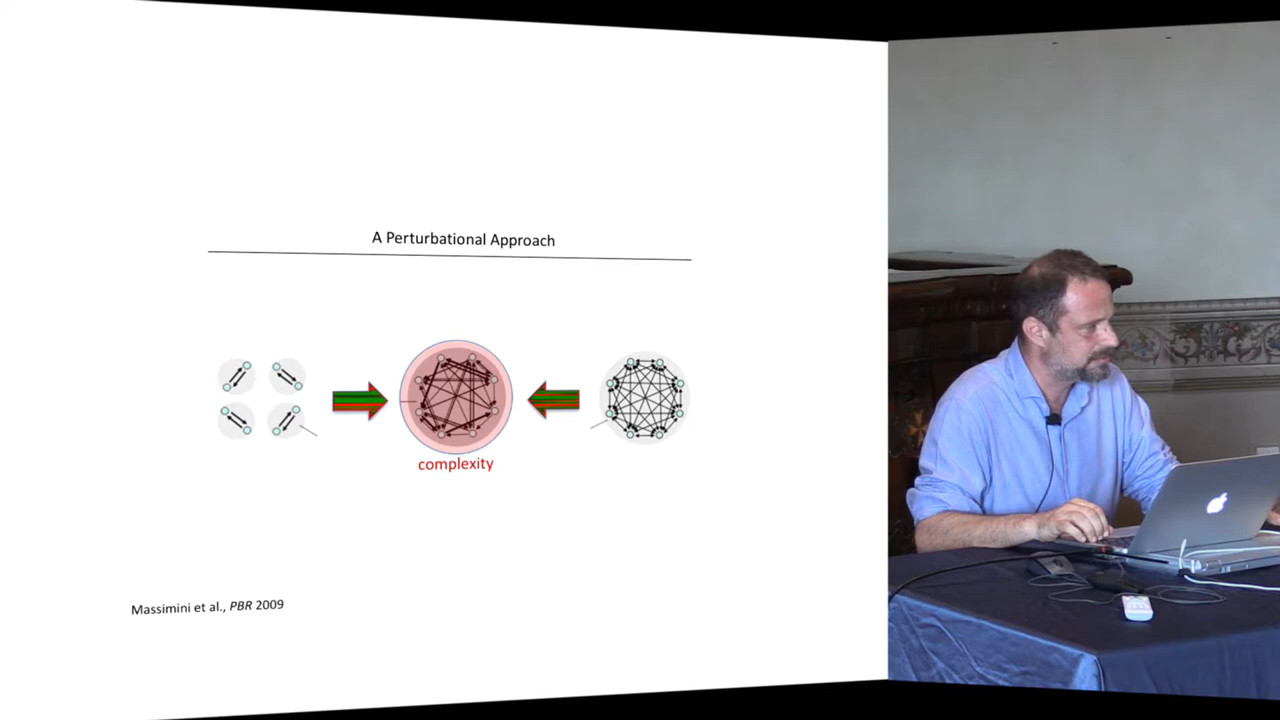 A Perturbational Approach
complexity
Massimini et al., PBR 2009